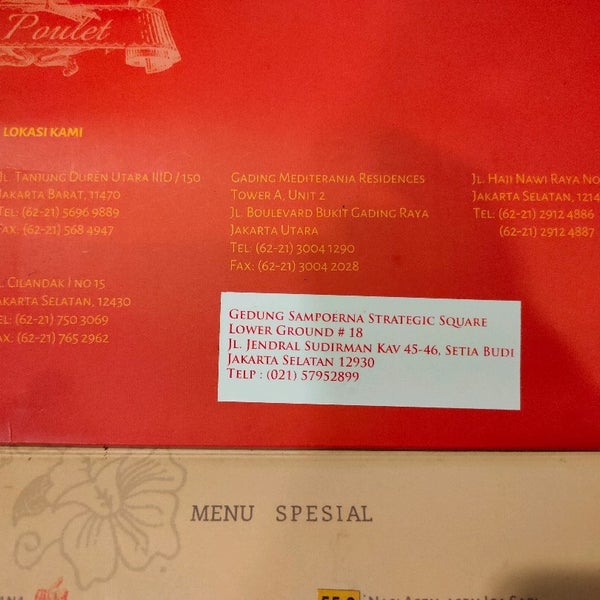 Poulet
LOKASI KAMI
JL. TANJUNG DUREN UTARA IIID / 150
JAKARTA BARAT, 11470
TEL: (62-21) 5696 9889
FAX: (62-21) 568 4947
GADING MEDITERANIA RESIDENCES
TOWER A, UNIT 2
JL. BOULEVARD BUKIT GADING RAYA
JAKARTA UTARA
TEL: (62-21) 3004 1290
FAX: (62-21) 3004 2028
JL. HAJI NAWI RAYA NO
JAKARTA SELATAN, 1214
TEL: (62-21) 2912 4886
(62-21) 2912 4887
L. CILANDAK I NO 15
AKARTA SELATAN, 12430
TEL: (62-21) 750 3069
FAX: (62-21) 765 2962
GEDUNG SAMPOERNA STRATEGIC SQUARE
LOWER GROUND # 18
JL. JENDRAL SUDIRMAN KAV 45-46, SETIA BUDI
JAKARTA SELATAN 12930
TELP : (021) 57952899
MENU SPESIAL